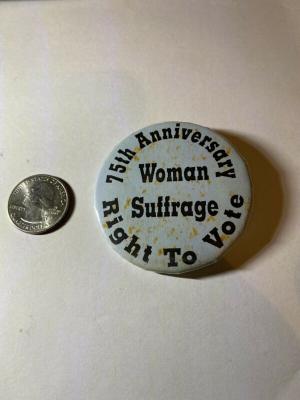 75th Anniversary
Woman
Suffrage
Right To Vote